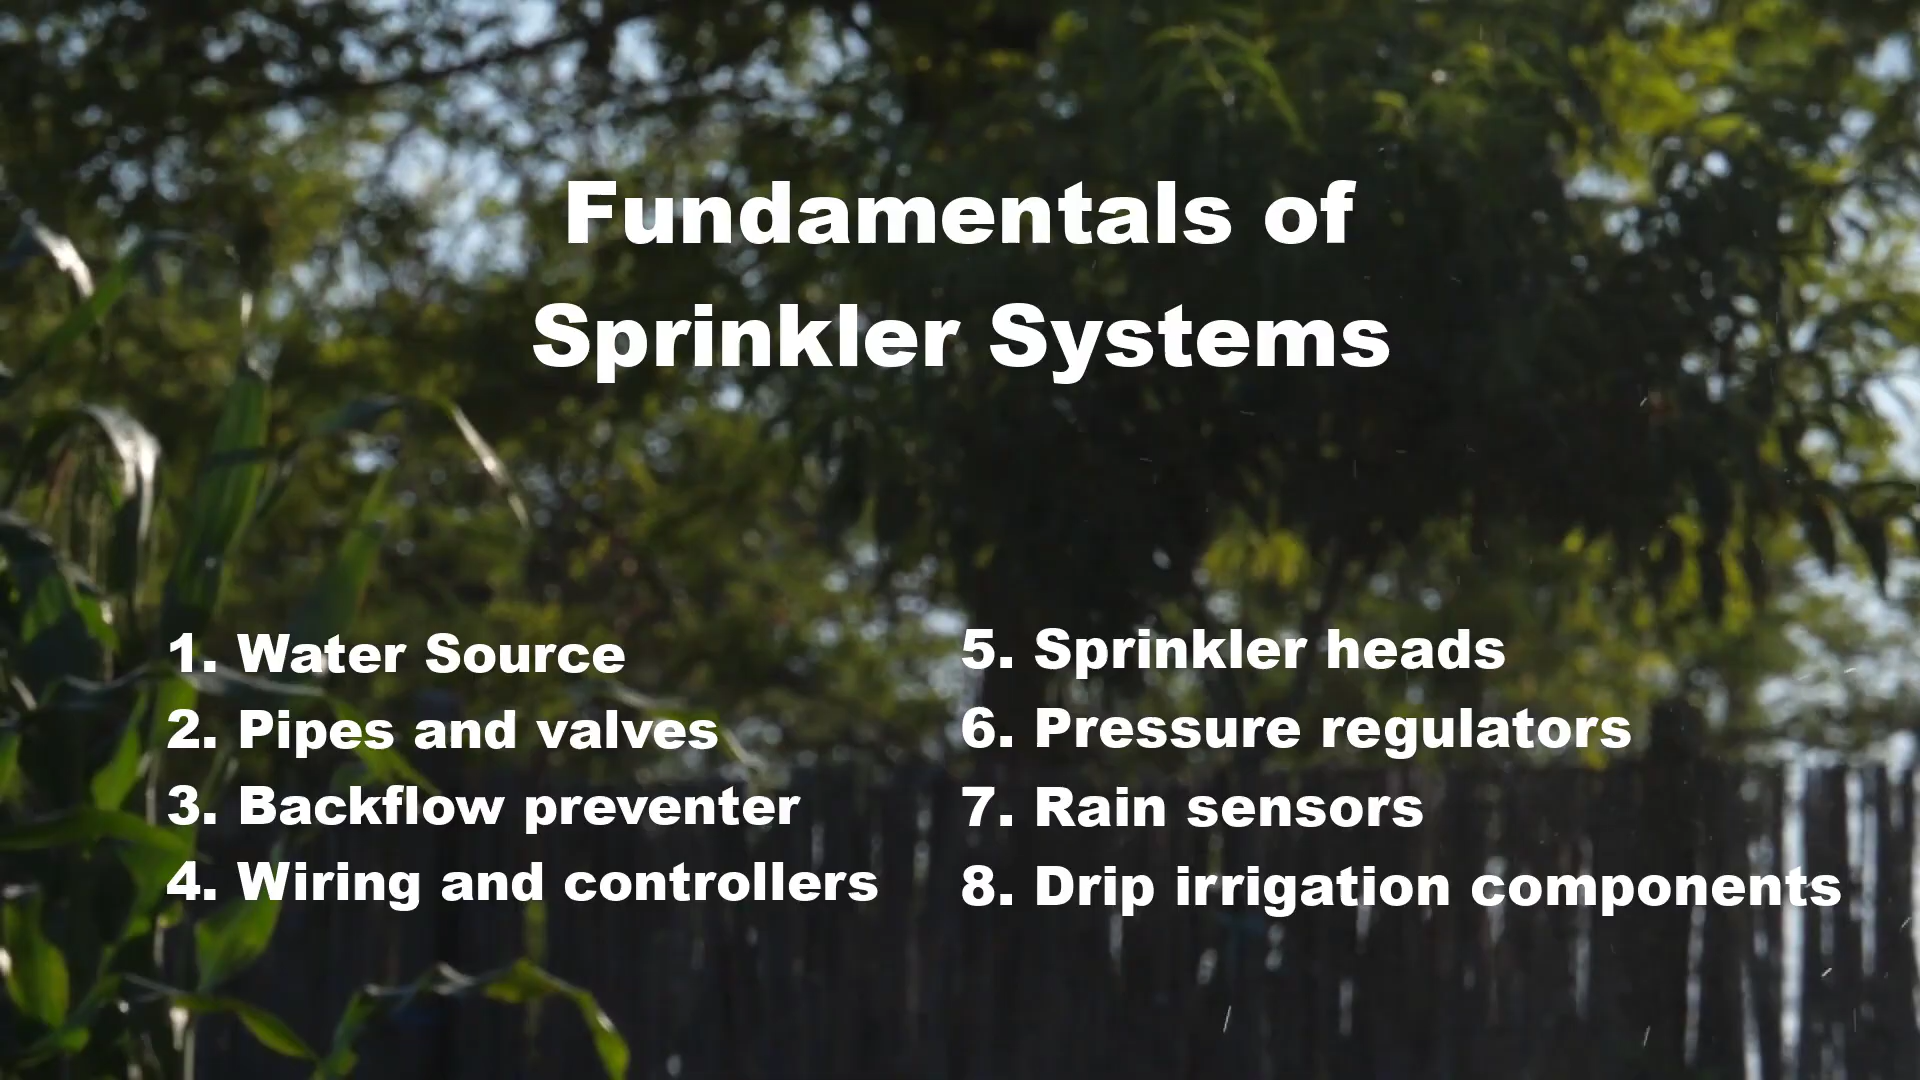 Fundamentals of
Sprinkler Systems
1. Water Source
2. Pipes and valves
3. Backflow preventer
4. Wiring and controllers
5. Sprinkler heads
6. Pressure regulators
7. Rain sensors
8. Drip irrigation components